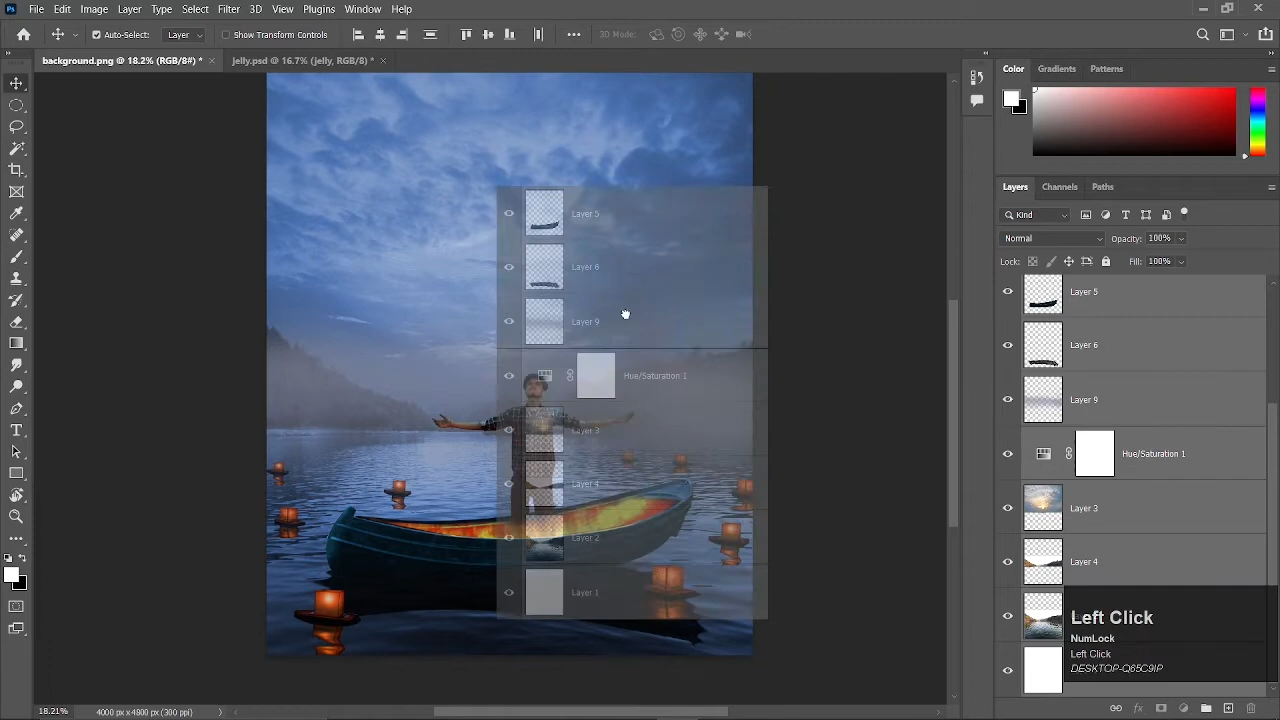 Ps File Edit Image Layer Type Select Filter 3D View Plugins Window Help
Auto-Select: Layer Show Transform Controls 3D Mode:
background.png @ 18.2% (RGB/8#) * jelly.psd @ 16.7% (jelly, RGB/8) *
Color Gradients Patterns
Layers Channels Paths
Kind
Normal Opacity: 100%
Lock: Fill: 100%
Layer 5
Layer 6
Layer 9
Hue/Saturation 1
Layer 3
Layer 4
Layer 2
Layer 1
Layer 5
Layer 6
Layer 9
Hue/Saturation 1
Layer 3
Layer 4
Left Click
NumLock
Left Click
DESKTOP-Q65C9IP
18.21% 4000 px x 4800 px (300 ppi)